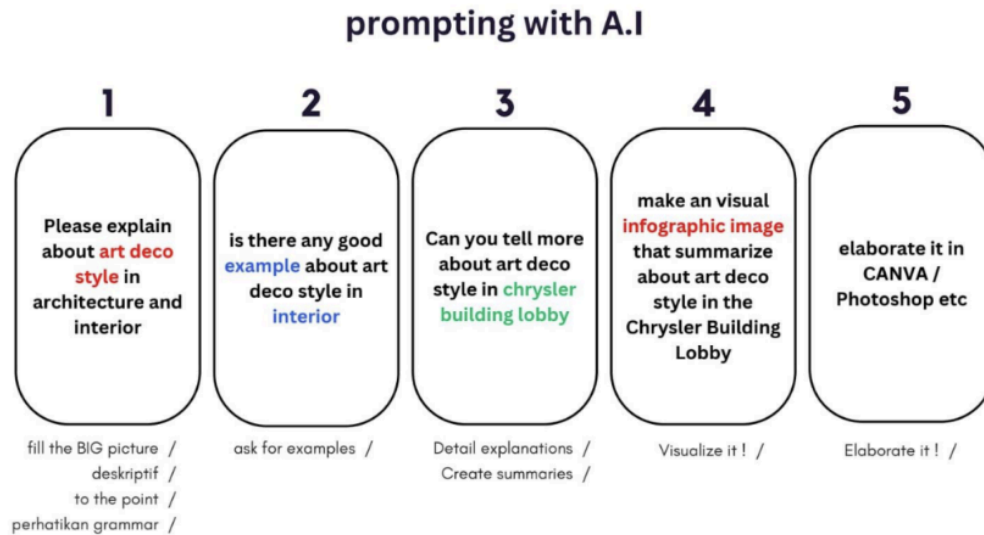 prompting with A.I
1
Please explain
about art deco
style in
architecture and
interior
fill the BIG picture /
deskriptif /
to the point /
perhatikan grammar /
2
is there any good
example about art
deco style in
interior
ask for examples /
3
Can you tell more
about art deco
style in chrysler
building lobby
Detail explanations /
Create summaries /
4
make an visual
infographic image
that summarize
about art deco
style in the
Chrysler Building
Lobby
Visualize it ! /
5
elaborate it in
CANVA /
Photoshop etc
Elaborate it ! /